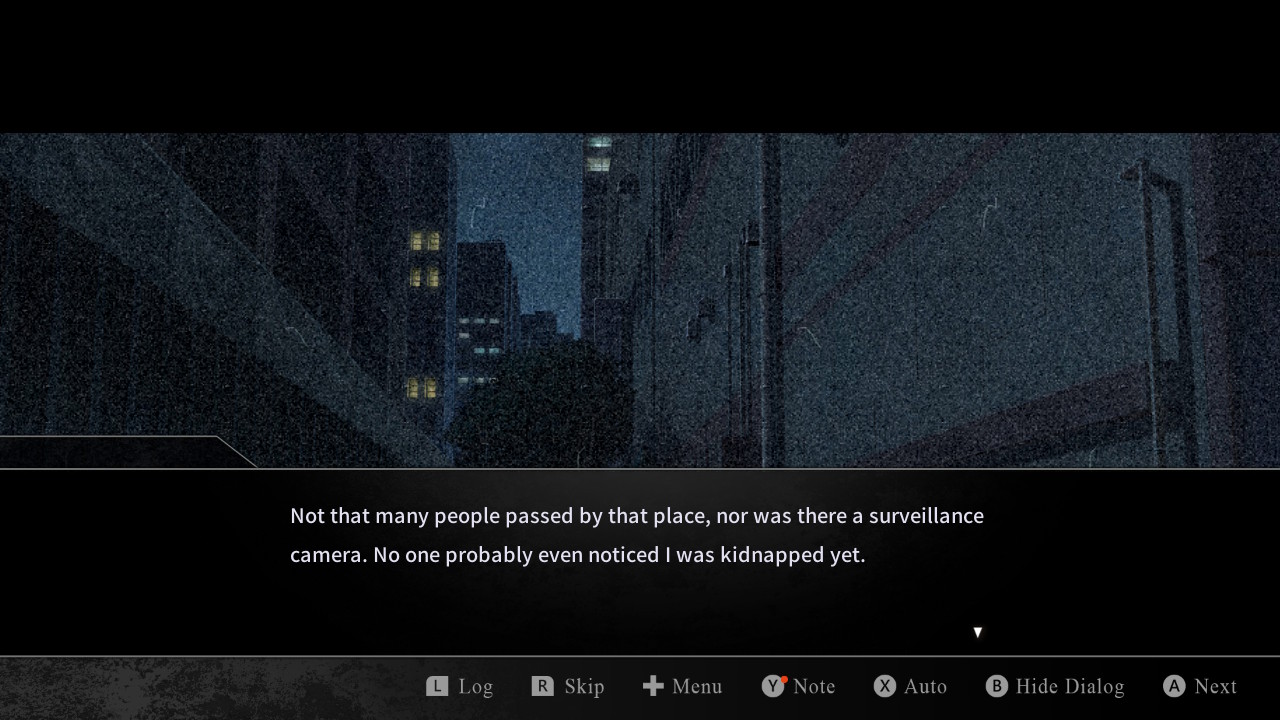 Not that many people passed by that place, nor was there a surveillance
camera. No one probably even noticed I was kidnapped yet.
L Log R Skip Menu Y Note X Auto B Hide Dialog A Next